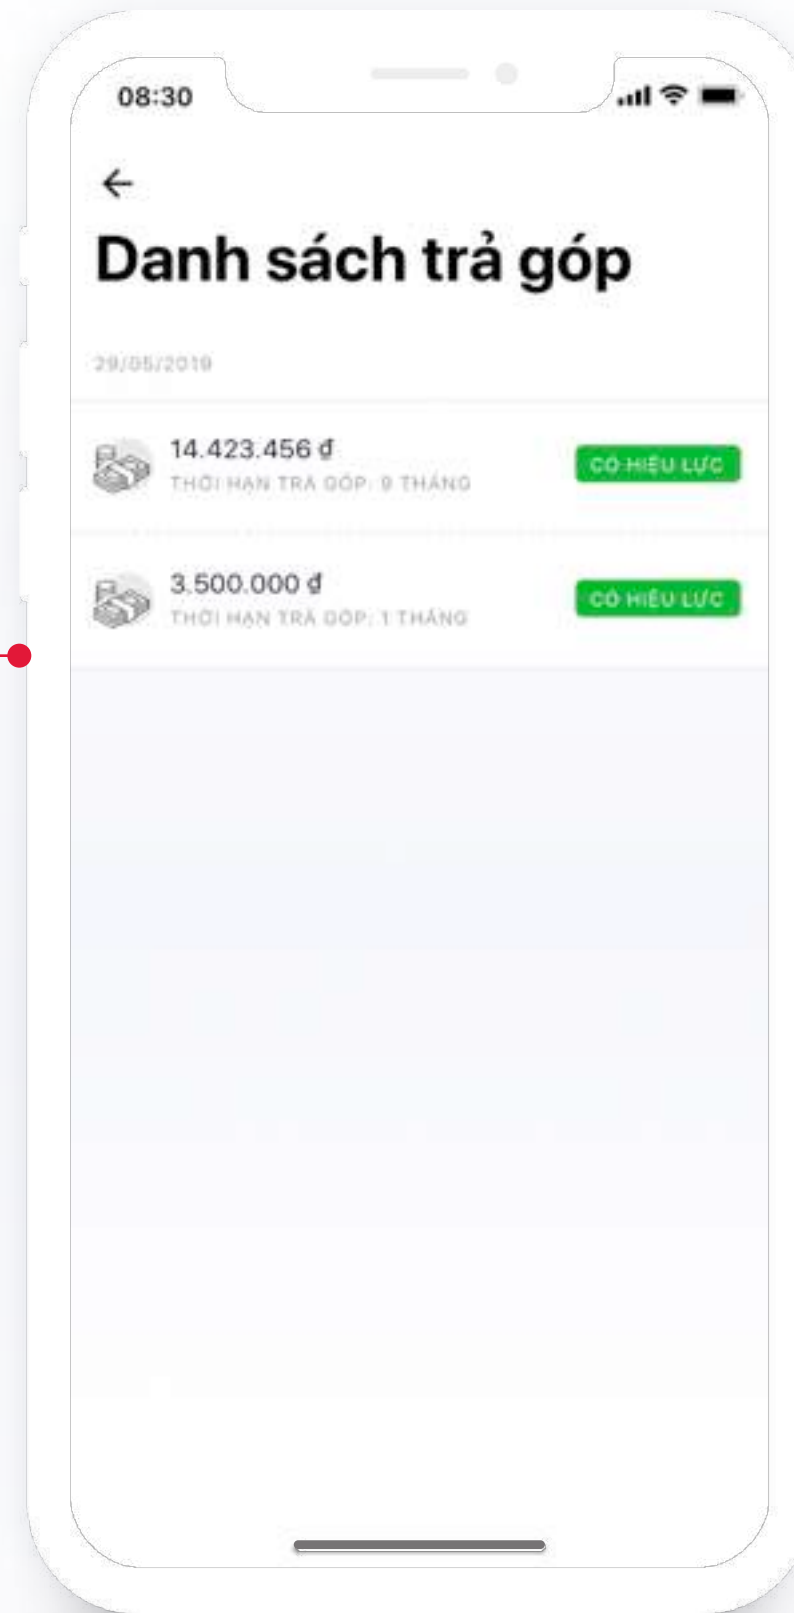 08:30
Danh sách trả góp
29/05/2019
14.423.456 ₫
THỜI HẠN TRẢ GÓP: 9 THÁNG
CÓ HIỆU LỰC
3.500.000 ₫
THỜI HẠN TRẢ GÓP: 1 THÁNG
CÓ HIỆU LỰC